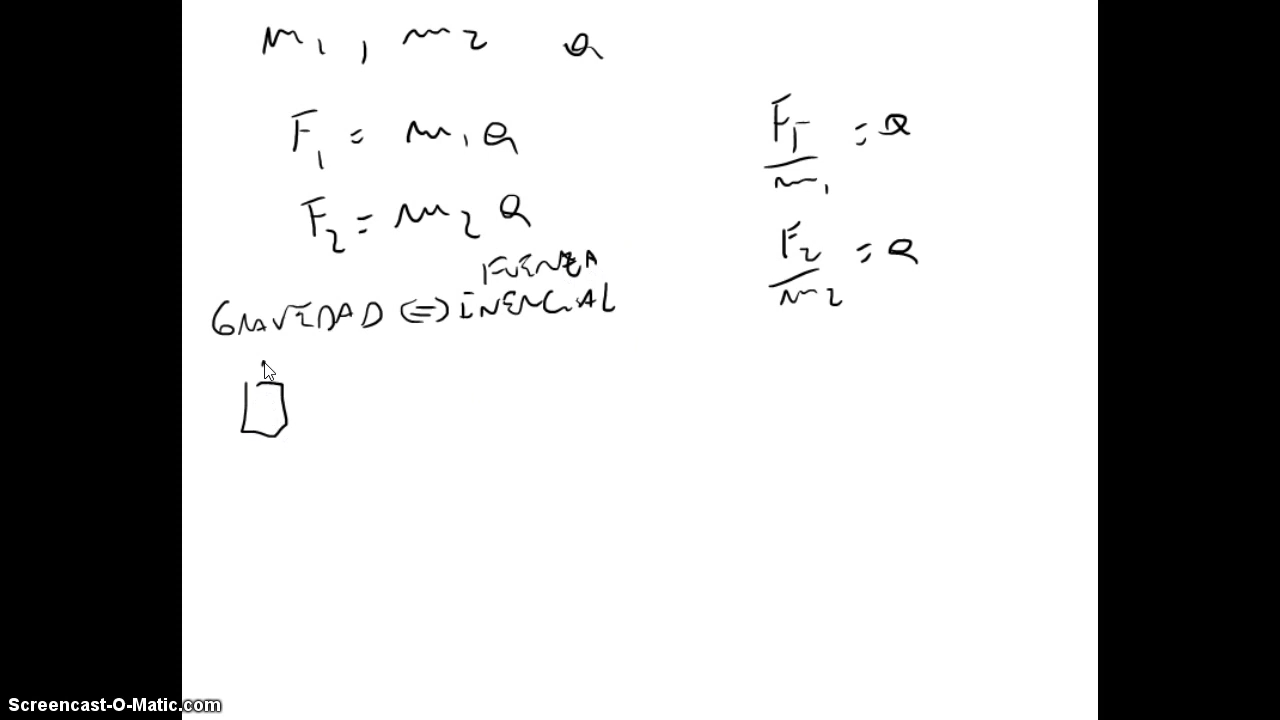 m1, m2 a
F1 = m1 a
F2 = m2 a
F1/m1 = a
F2/m2 = a
FUERZA
GRAVEDAD <=> INERCIAL
Screencast-O-Matic.com